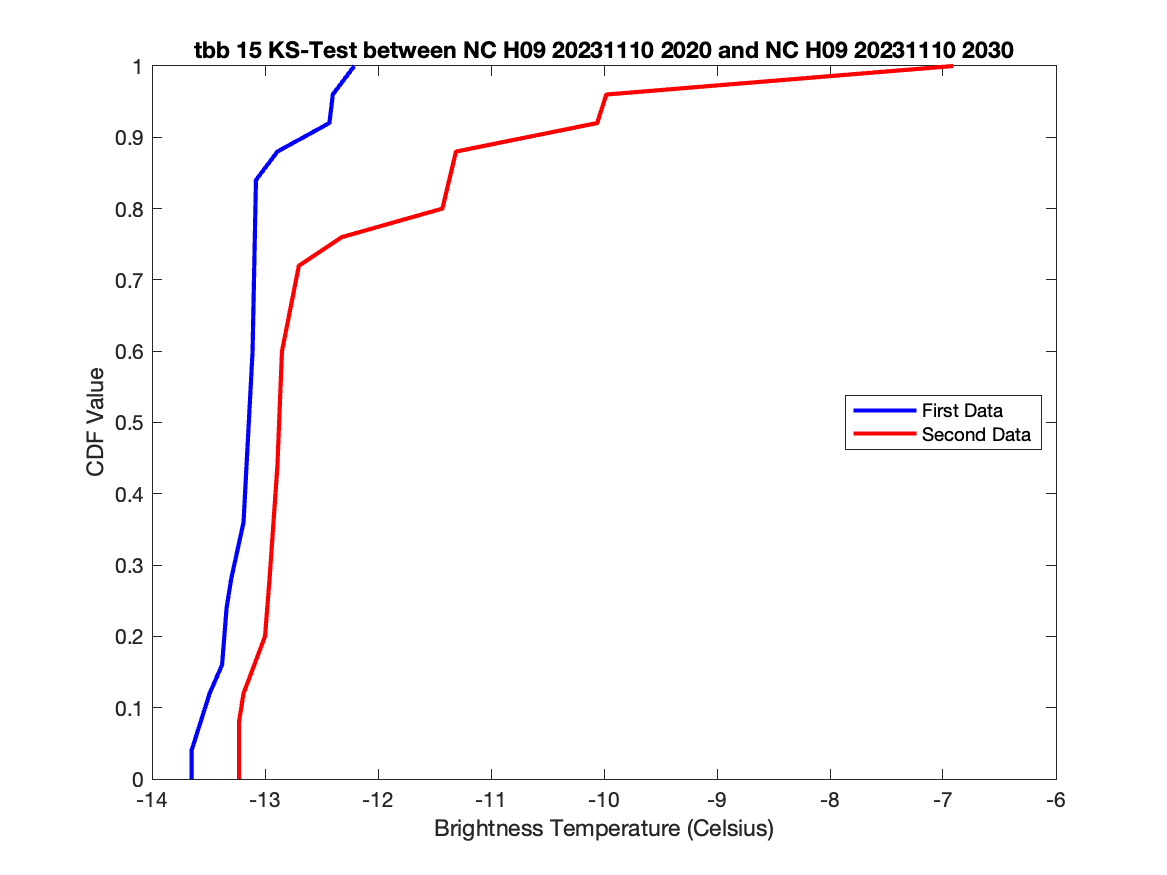 tbb 15 KS-Test between NC H09 20231110 2020 and NC H09 20231110 2030
1
0.9
0.8
0.7
0.6
0.5
0.4
0.3
0.2
0.1
0
CDF Value
First Data
Second Data
-14 -13 -12 -11 -10 -9 -8 -7 -6
Brightness Temperature (Celsius)